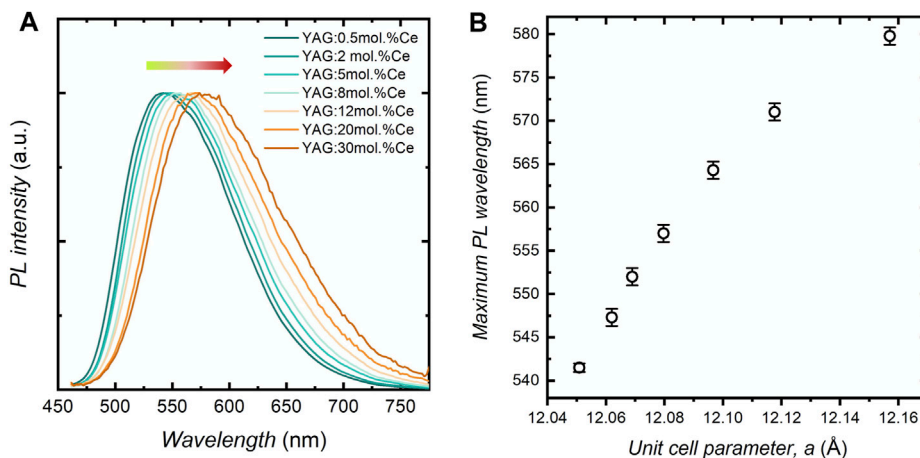 A
YAG:0.5mol.%Ce
YAG:2 mol.%Ce
YAG:5mol.%Ce
YAG:8mol.%Ce
YAG:12mol.%Ce
YAG:20mol.%Ce
YAG:30mol.%Ce
PL intensity (a.u.)
450 500 550 600 650 700 750
Wavelength (nm)
B
Maximum PL wavelength (nm)
580
575
570
565
560
555
550
545
540
12.04 12.06 12.08 12.10 12.12 12.14 12.16
Unit cell parameter, a (Å)